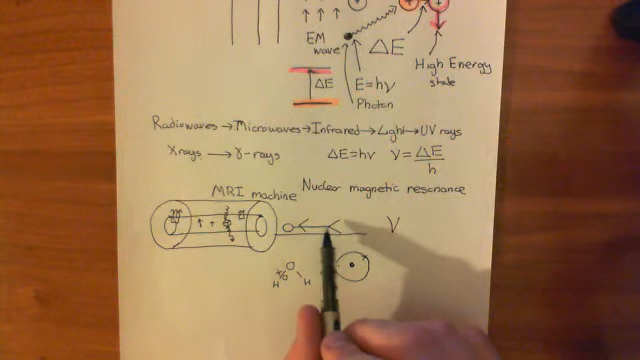 EM wave
ΔE
High Energy state
ΔE
E=hν
Photon
Radiowaves→Microwaves→Infrared→Light→UV rays
Xrays → γ-rays ΔE=hν ν=ΔE/h
MRI machine Nuclear magnetic resonance
ν
O
H H